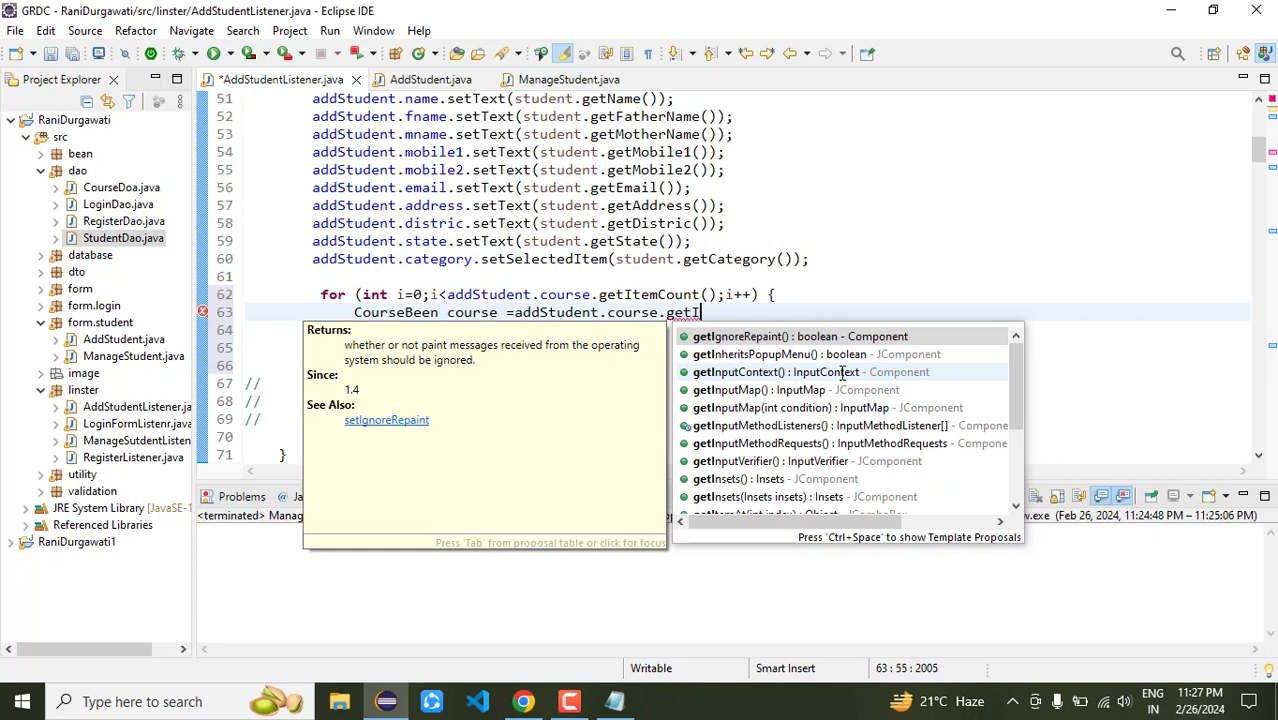 GRDC - RaniDurgawati/src/linster/AddStudentListener.java - Eclipse IDE
File Edit Source Refactor Navigate Search Project Run Window Help
Project Explorer
*AddStudentListener.java
AddStudent.java
ManageStudent.java
RaniDurgawati
src
bean
dao
CourseDoa.java
LoginDao.java
RegisterDao.java
StudentDao.java
database
dto
form
form.login
form.student
AddStudent.java
ManageStudent.java
image
linster
AddStudentListener
LoginFormListenr.j
ManageSutdentListen
RegisterListener.java
utility
validation
JRE System Library [JavaSE-1
Referenced Libraries
RaniDurgawati1
51 addStudent.name.setText(student.getName());
52 addStudent.fname.setText(student.getFatherName());
53 addStudent.mname.setText(student.getMotherName());
54 addStudent.mobile1.setText(student.getMobile1());
55 addStudent.mobile2.setText(student.getMobile2());
56 addStudent.email.setText(student.getEmail());
57 addStudent.address.setText(student.getAddress());
58 addStudent.distric.setText(student.getDistric());
59 addStudent.state.setText(student.getState());
60 addStudent.category.setSelectedItem(student.getCategory());
61
62 for (int i=0;i<addStudent.course.getItemCount();i++) {
63 CourseBeen course =addStudent.course.getI
64
65
66
67 //
68 //
69 //
70
71 }
Returns:
whether or not paint messages received from the operating
system should be ignored.
Since:
1.4
See Also:
setIgnoreRepaint
Press 'Tab' from proposal table or click for focus
getIgnoreRepaint() : boolean - Component
getInheritsPopupMenu() : boolean - JComponent
getInputContext() : InputContext - Component
getInputMap() : InputMap - JComponent
getInputMap(int condition) : InputMap - JComponent
getInputMethodListeners() : InputMethodListener[] - Compone
getInputMethodRequests() : InputMethodRequests - Compone
getInputVerifier() : InputVerifier - JComponent
getInsets() : Insets - JComponent
getInsets(Insets insets) : Insets - JComponent
getItemAt(int index) : Object - JComboBox
Press 'Ctrl+Space' to show Template Proposals
Problems
<terminated> Manag
w.exe (Feb 26, 2024, 11:24:48 PM – 11:25:06 PM)
Writable
Smart Insert
63 : 55 : 2005
Type here to search
21°C Haze
ENG
IN
11:27 PM
2/26/2024